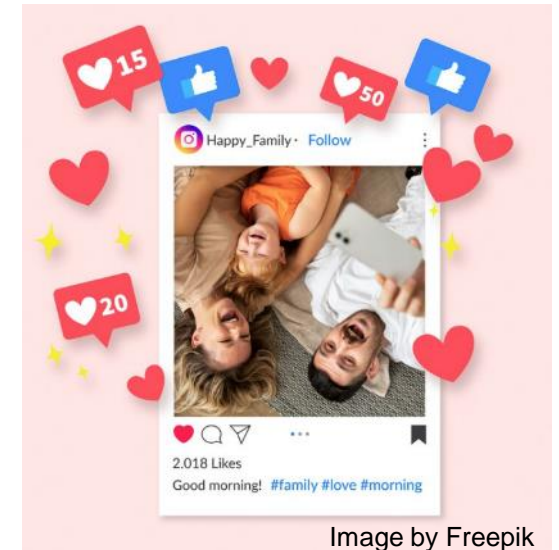 15
50
Happy_Family · Follow
20
2.018 Likes
Good morning! #family #love #morning
Image by Freepik